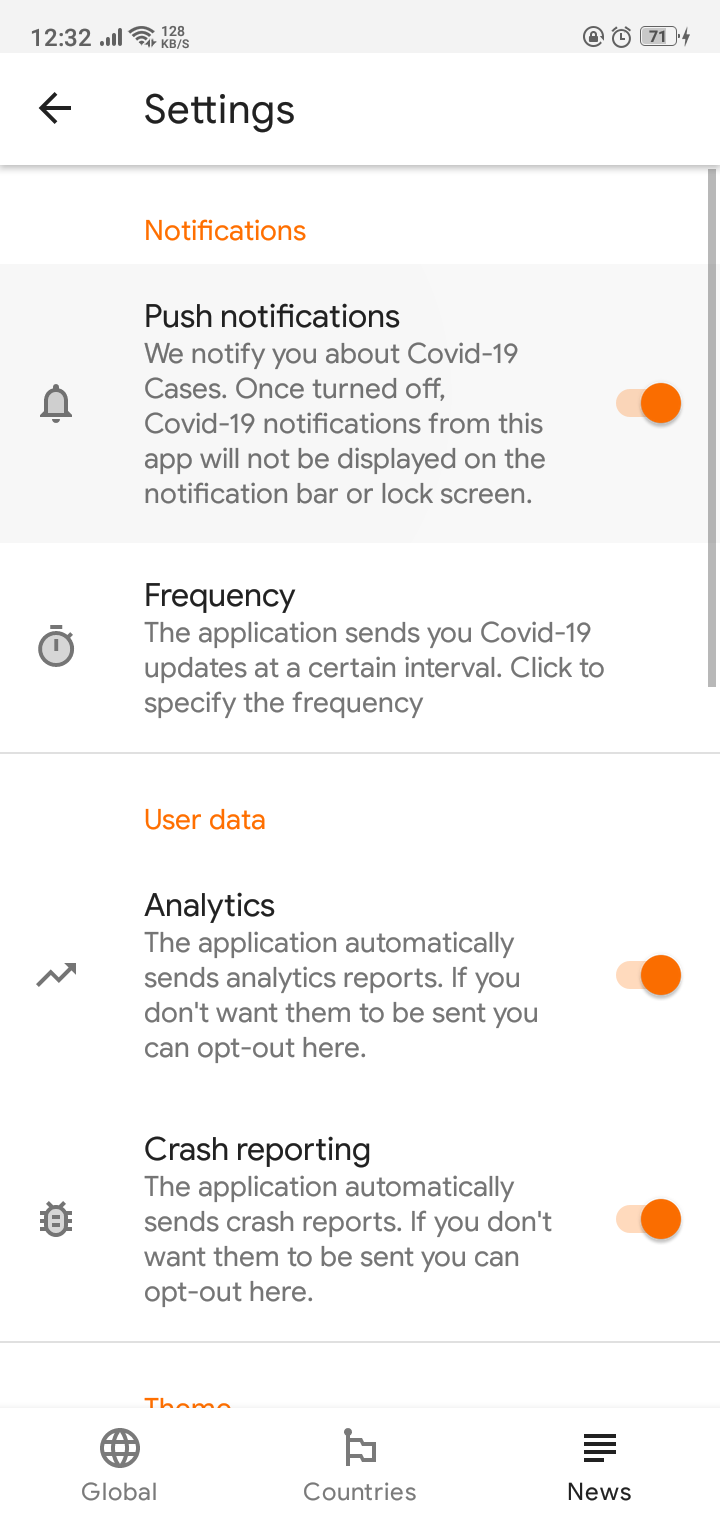 12:32 128 KB/S 71
Settings
Notifications
Push notifications
We notify you about Covid-19
Cases. Once turned off,
Covid-19 notifications from this
app will not be displayed on the
notification bar or lock screen.
Frequency
The application sends you Covid-19
updates at a certain interval. Click to
specify the frequency
User data
Analytics
The application automatically
sends analytics reports. If you
don't want them to be sent you
can opt-out here.
Crash reporting
The application automatically
sends crash reports. If you don't
want them to be sent you can
opt-out here.
Theme
Global Countries News